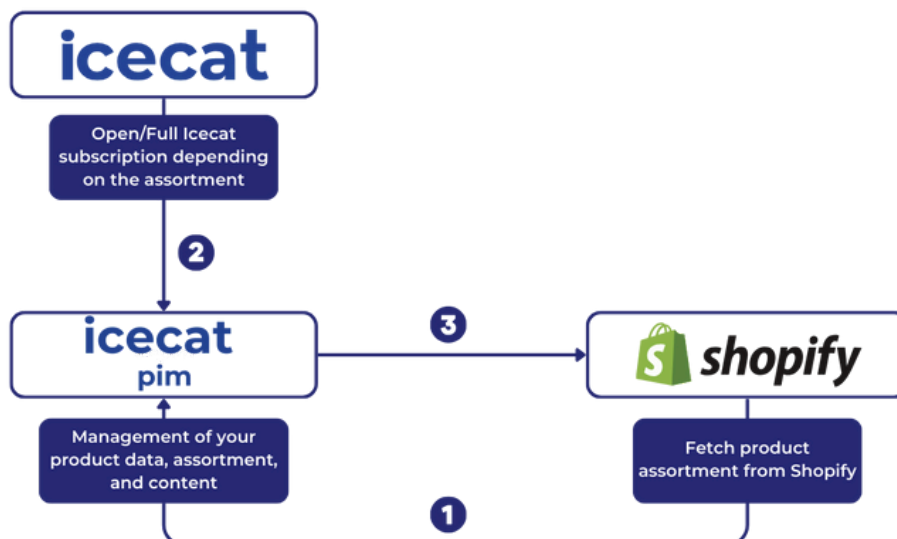 icecat
Open/Full Icecat
subscription depending
on the assortment
2
icecat
pim
3
S shopify
Management of your
product data, assortment,
and content
Fetch product
assortment from Shopify
1